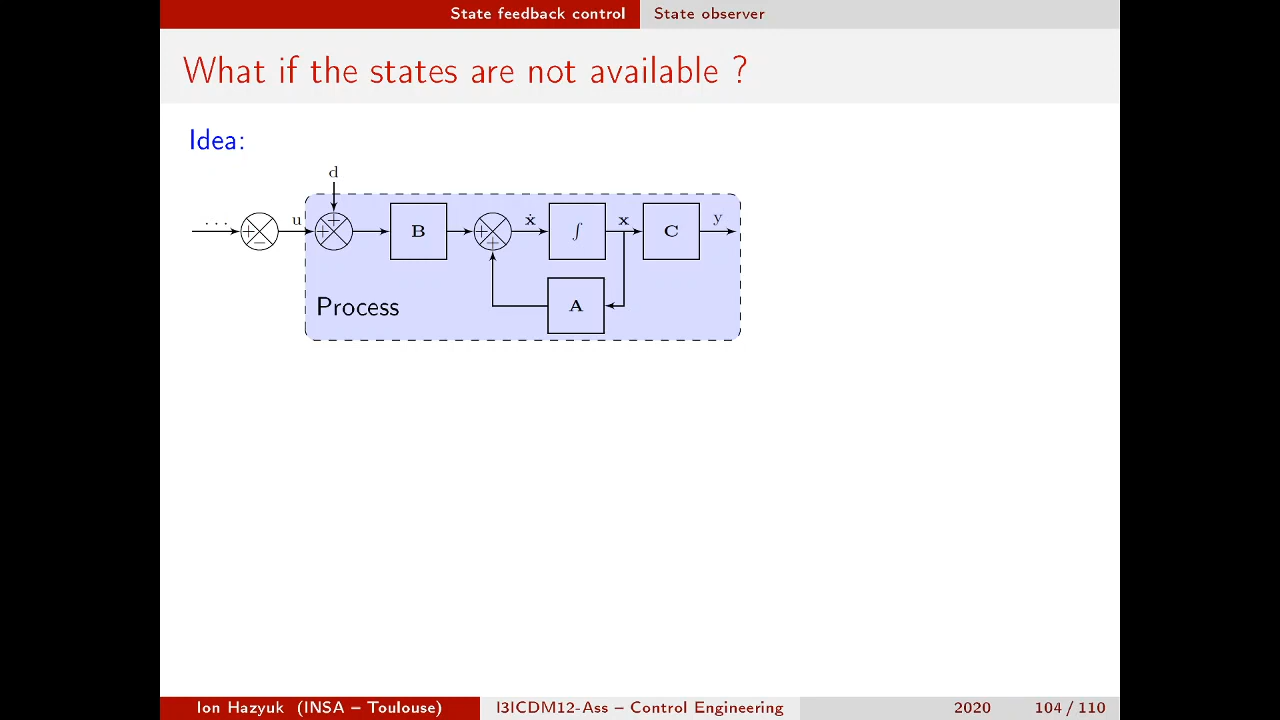 State feedback control State observer
What if the states are not available ?
Idea:
d
· · · + − u + + B + + ẋ ∫ x C y
Process A
Ion Hazyuk (INSA – Toulouse) I3ICDM12-Ass – Control Engineering 2020 104 / 110